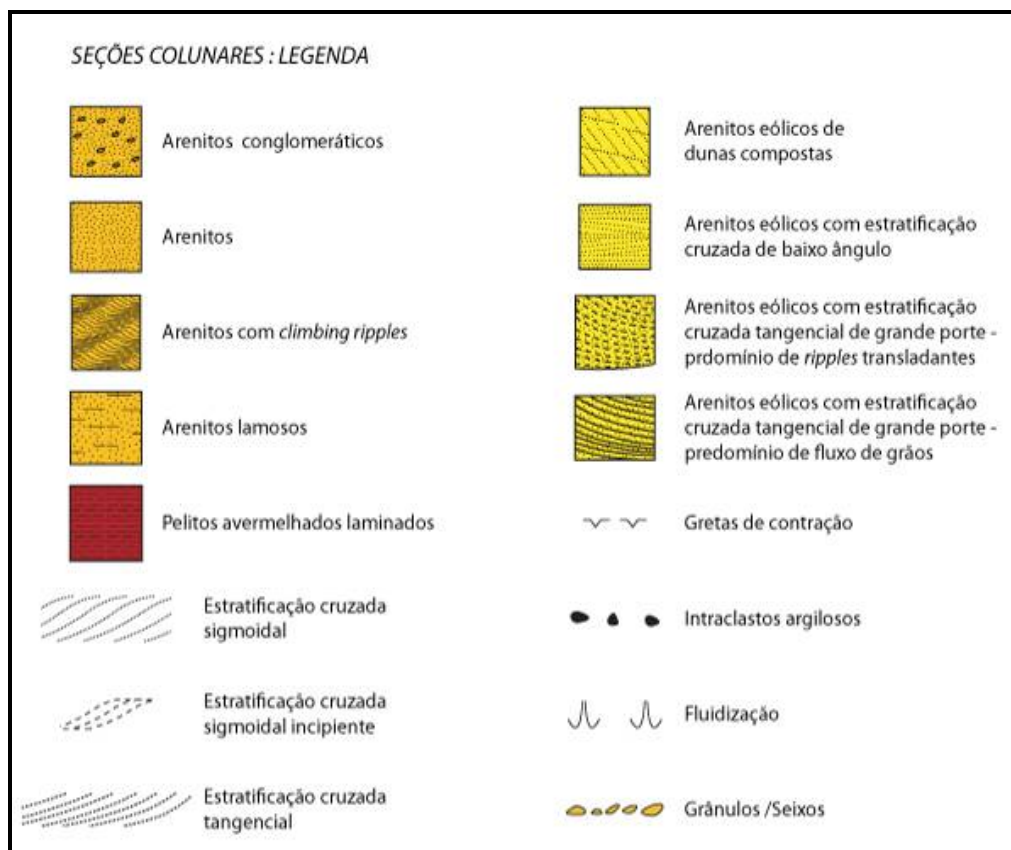 SEÇÕES COLUNARES : LEGENDA
Arenitos conglomeráticos
Arenitos
Arenitos com climbing ripples
Arenitos lamosos
Pelitos avermelhados laminados
Estratificação cruzada
sigmoidal
Estratificação cruzada
sigmoidal incipiente
Estratificação cruzada
tangencial
Arenitos eólicos de
dunas compostas
Arenitos eólicos com estratificação
cruzada de baixo ângulo
Arenitos eólicos com estratificação
cruzada tangencial de grande porte -
prdomínio de ripples transladantes
Arenitos eólicos com estratificação
cruzada tangencial de grande porte -
predomínio de fluxo de grãos
Gretas de contração
Intraclastos argilosos
Fluidização
Grânulos /Seixos